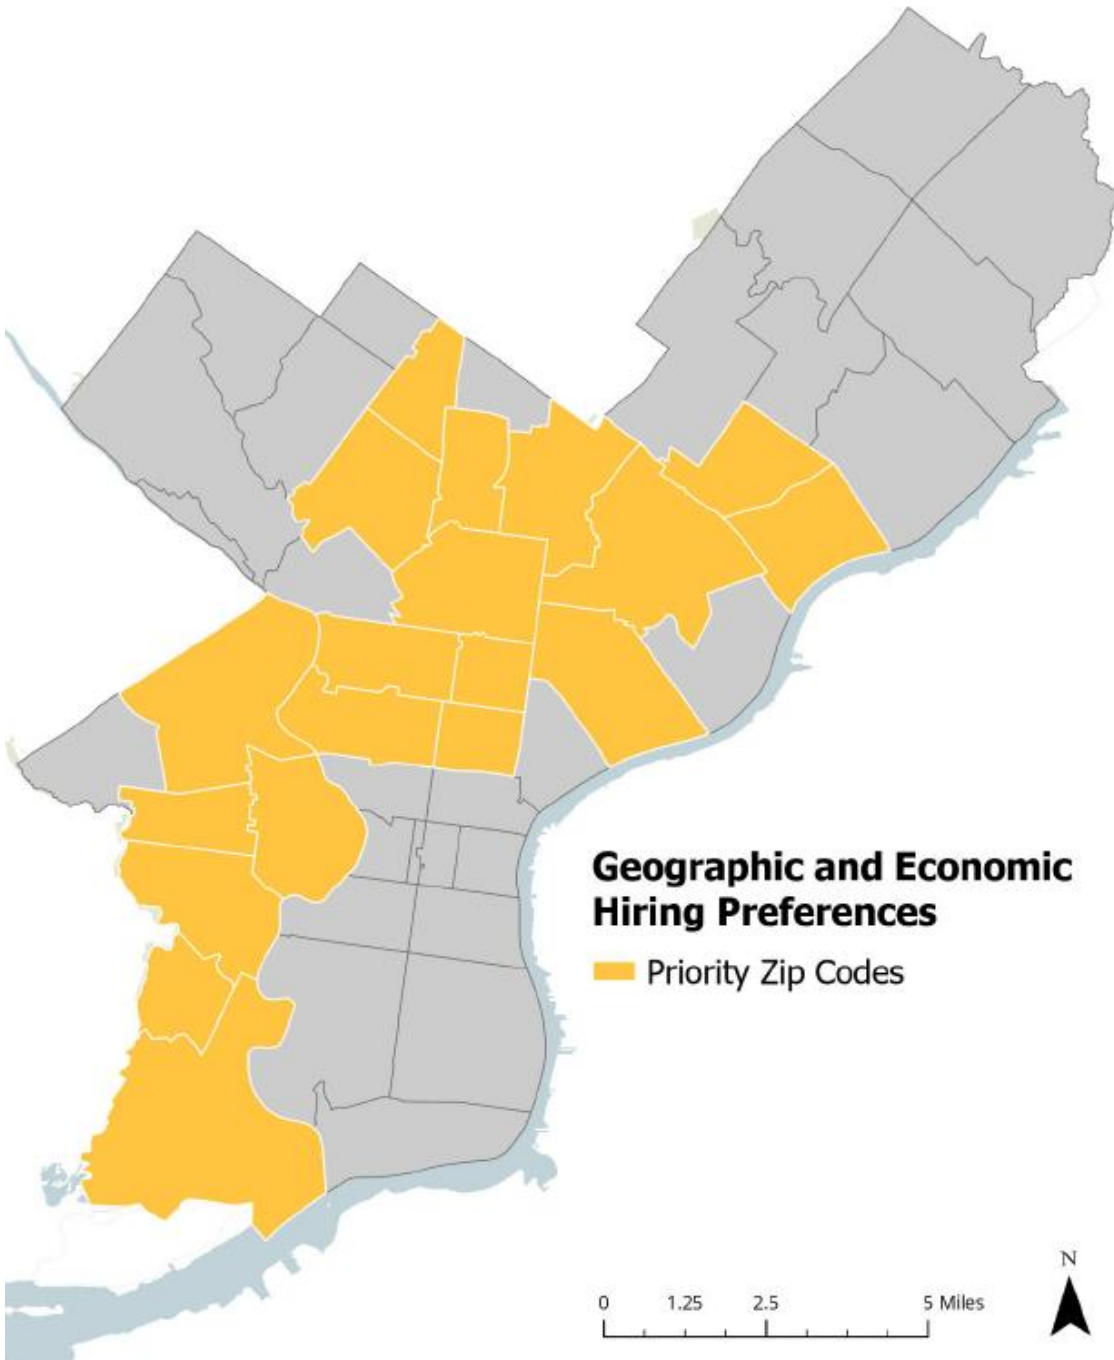 Geographic and Economic
Hiring Preferences
Priority Zip Codes
N
0 1.25 2.5 5 Miles